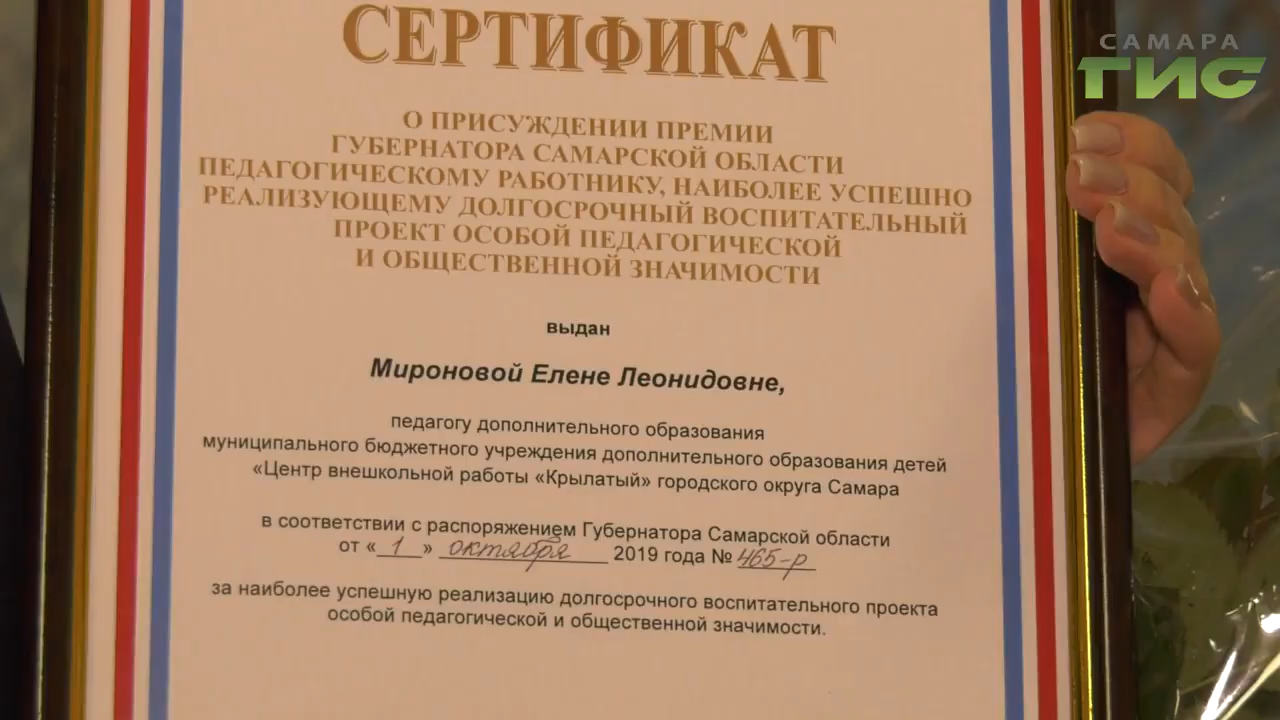 СЕРТИФИКАТ
САМАРА
ГИС
О ПРИСУЖДЕНИИ ПРЕМИИ
ГУБЕРНАТОРА САМАРСКОЙ ОБЛАСТИ
ПЕДАГОГИЧЕСКОМУ РАБОТНИКУ, НАИБОЛЕЕ УСПЕШНО
РЕАЛИЗУЮЩЕМУ ДОЛГОСРОЧНЫЙ ВОСПИТАТЕЛЬНЫЙ
ПРОЕКТ ОСОБОЙ ПЕДАГОГИЧЕСКОЙ
И ОБЩЕСТВЕННОЙ ЗНАЧИМОСТИ
выдан
Мироновой Елене Леонидовне,
педагогу дополнительного образования
муниципального бюджетного учреждения дополнительного образования детей
«Центр внешкольной работы «Крылатый» городского округа Самара
в соответствии с распоряжением Губернатора Самарской области
от «1» октября 2019 года № 465-р
за наиболее успешную реализацию долгосрочного воспитательного проекта
особой педагогической и общественной значимости.